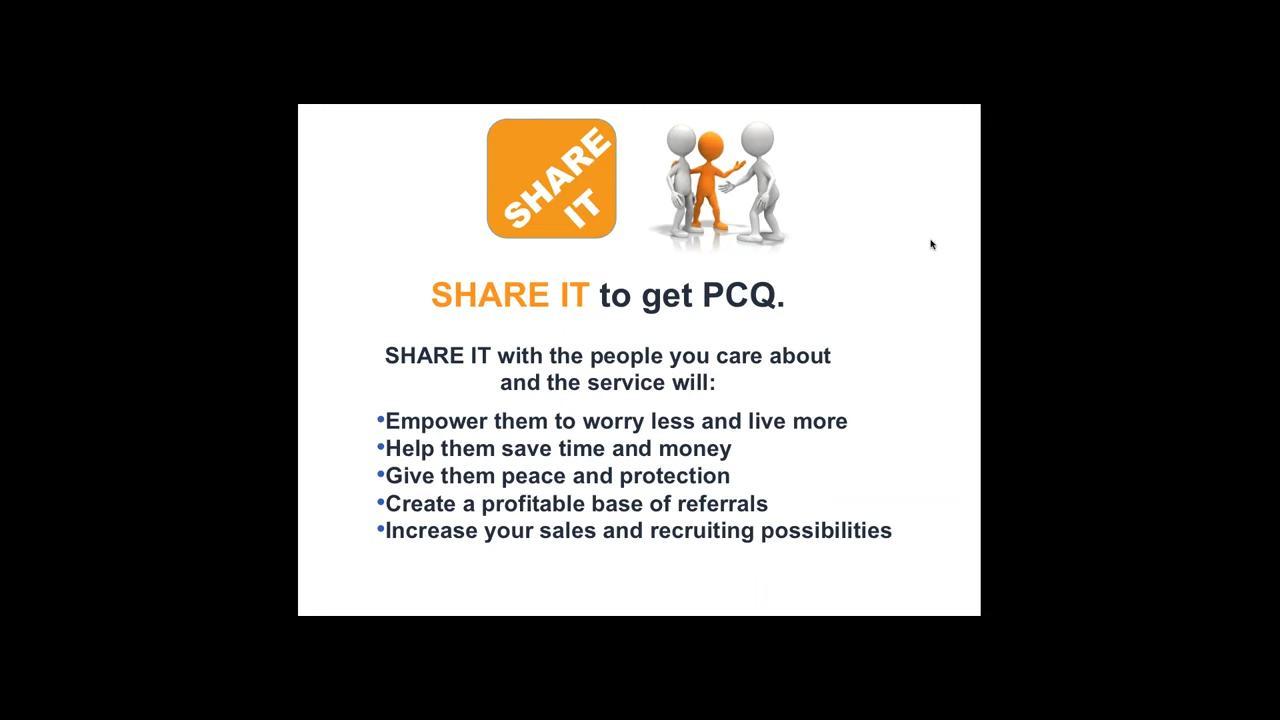 SHARE
IT
SHARE IT to get PCQ.
SHARE IT with the people you care about
and the service will:
•Empower them to worry less and live more
•Help them save time and money
•Give them peace and protection
•Create a profitable base of referrals
•Increase your sales and recruiting possibilities